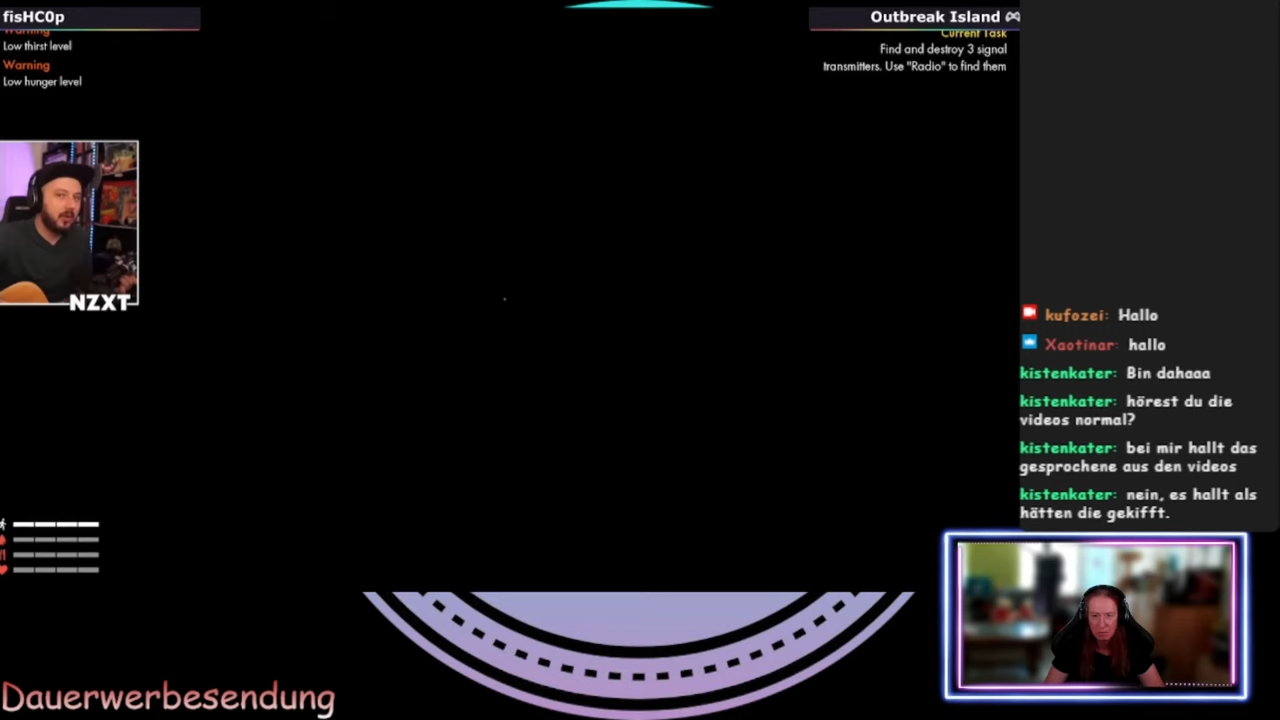 fisHC0p
Warning
Low thirst level
Warning
Low hunger level
Outbreak Island
Current Task
Find and destroy 3 signal
transmitters. Use "Radio" to find them
NZXT
kufozei: Hallo
Xaotinar: hallo
kistenkater: Bin dahaaa
kistenkater: hörest du die
videos normal?
kistenkater: bei mir hallt das
gesprochene aus den videos
kistenkater: nein, es hallt als
hätten die gekifft.
Dauerwerbesendung